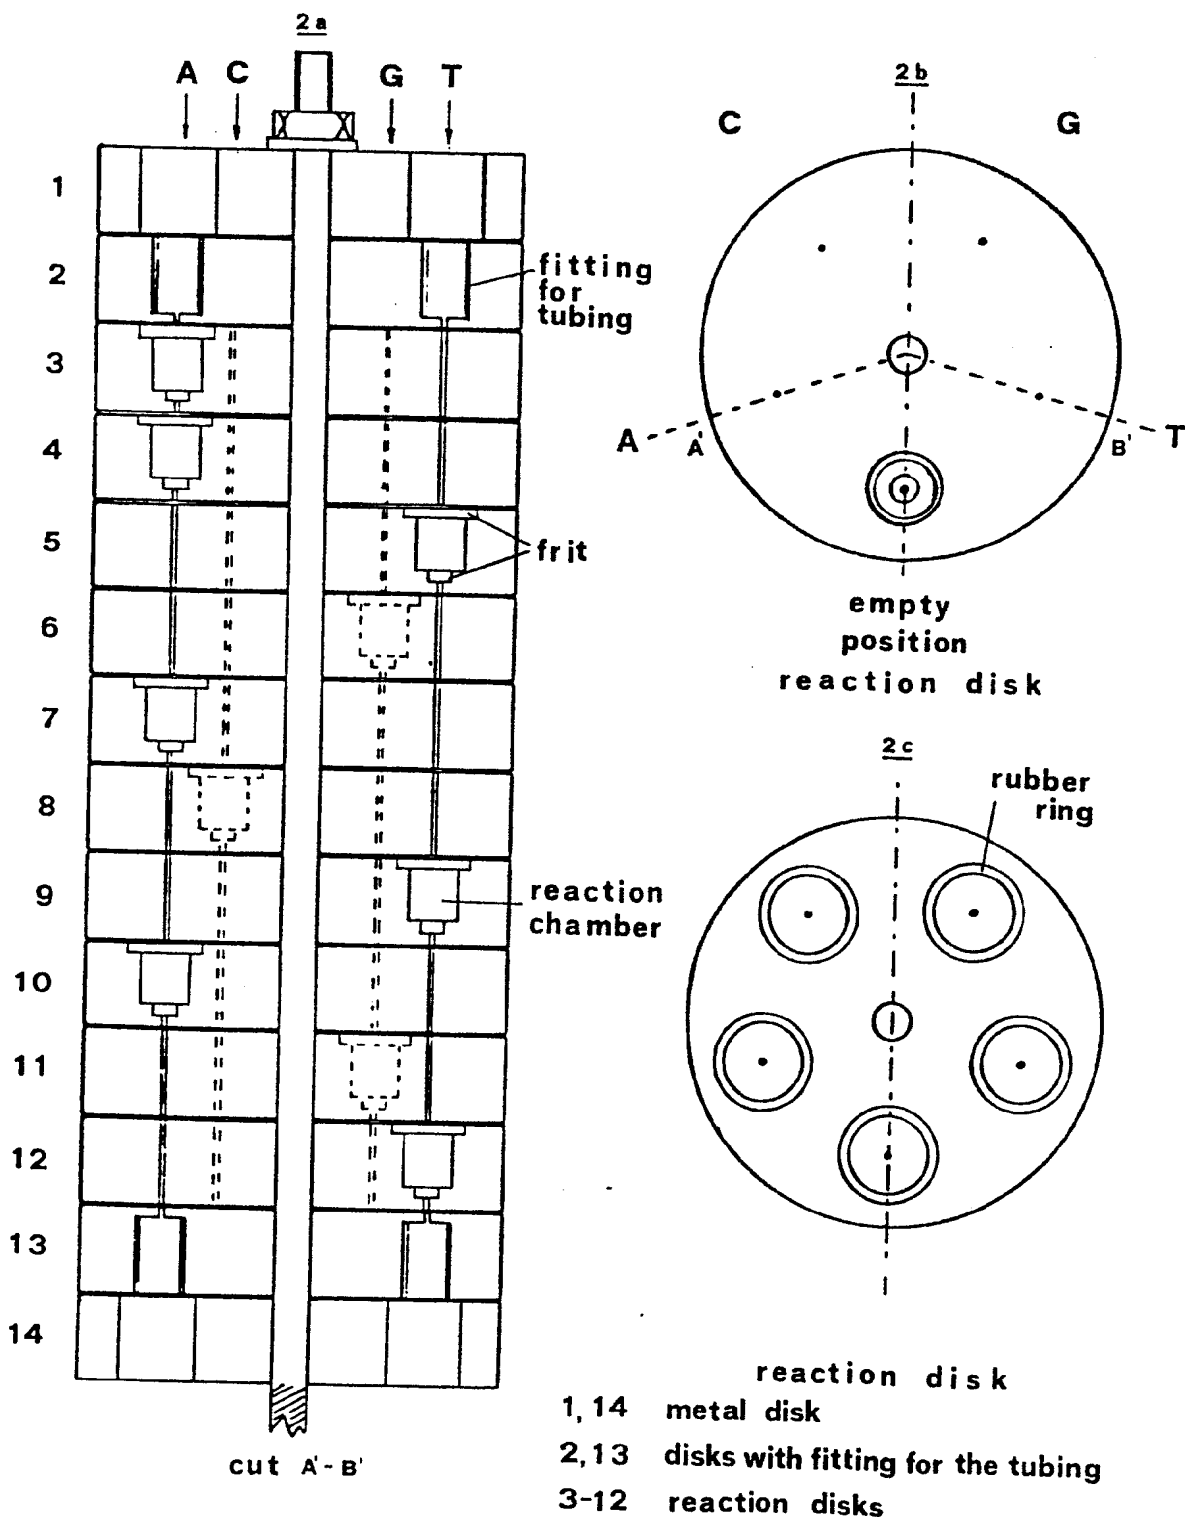 2a
A C G T
1
2
3
4
5
6
7
8
9
10
11
12
13
14
fitting
for
tubing
frit
reaction
chamber
cut A'-B'
2b
C G
A A' B' T
empty
position
reaction disk
2c
rubber
ring
reaction disk
1,14 metal disk
2,13 disks with fitting for the tubing
3-12 reaction disks